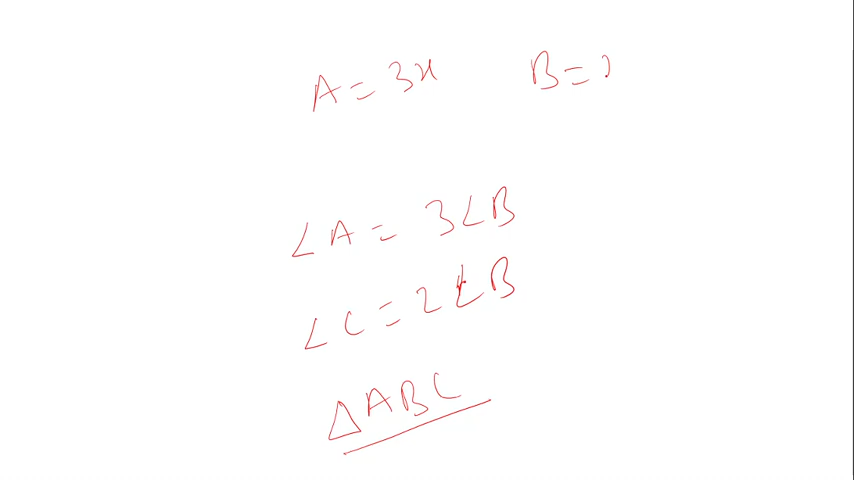 A = 3x B =
∠A = 3∠B
∠C = 2∠B
△ABC